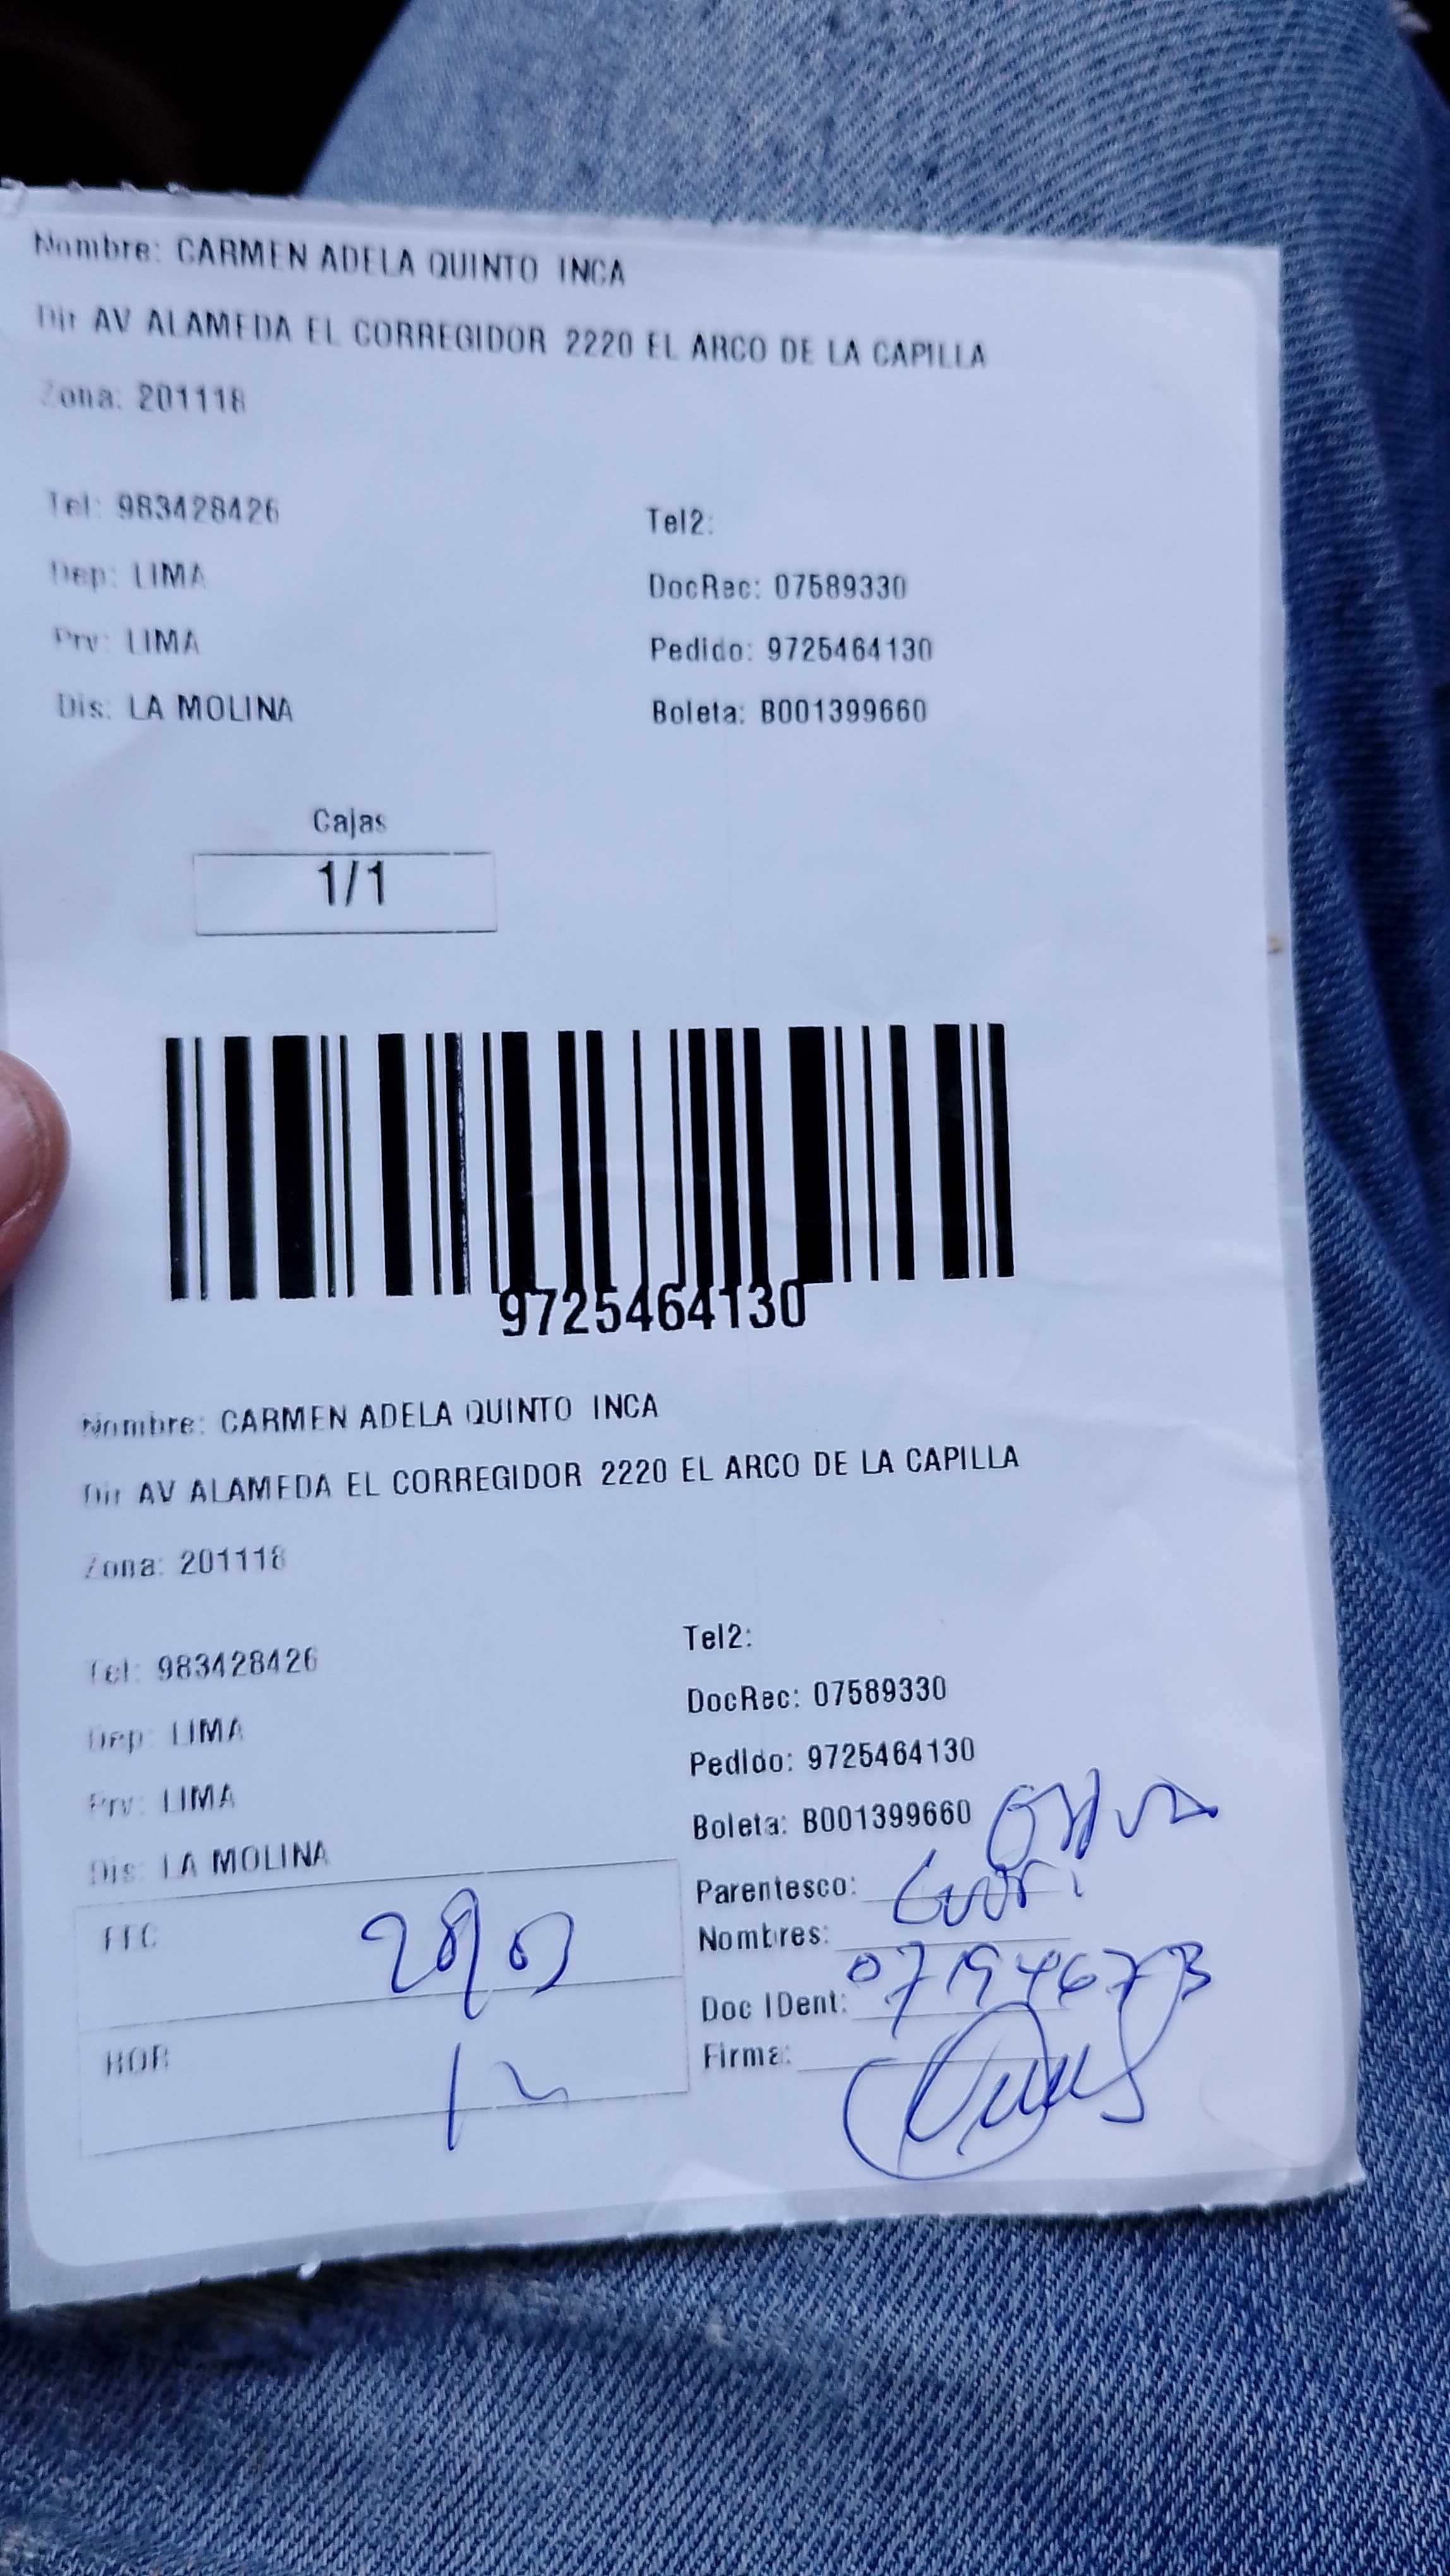 Nombre: CARMEN ADELA QUINTO INCA
Dir AV ALAMEDA EL CORREGIDOR 2220 EL ARCO DE LA CAPILLA
Zona: 201118
Tel: 983428426 Tel2:
Dep: LIMA DocRec: 07589330
Prv: LIMA Pedido: 9725464130
Dis: LA MOLINA Boleta: B001399660
Cajas
1/1
9725464130
Nombre: CARMEN ADELA QUINTO INCA
Dir AV ALAMEDA EL CORREGIDOR 2220 EL ARCO DE LA CAPILLA
Zona: 201118
Tel: 983428426 Tel2:
Dep: LIMA DocRec: 07589330
Prv: LIMA Pedido: 9725464130
Dis: LA MOLINA Boleta: B001399660
Parentesco:
Nombres:
Doc IDent: 07194673
HOR 12
Firma: